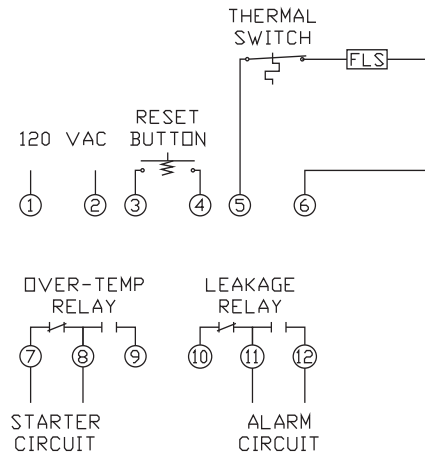 THERMAL
SWITCH
FLS
RESET
BUTTON
120 VAC
1 2 3 4 5 6
OVER-TEMP
RELAY
LEAKAGE
RELAY
7 8 9 10 11 12
STARTER
CIRCUIT
ALARM
CIRCUIT